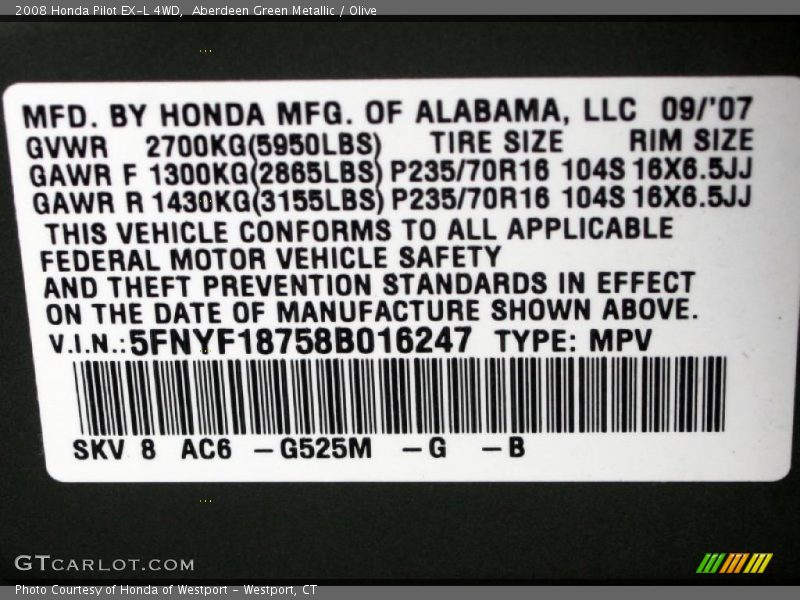 2008 Honda Pilot EX-L 4WD,  Aberdeen Green Metallic / Olive
MFD. BY HONDA MFG. OF ALABAMA, LLC 09/'07
GVWR 2700KG(5950LBS) TIRE SIZE RIM SIZE
GAWR F 1300KG(2865LBS) P235/70R16 104S 16X6.5JJ
GAWR R 1430KG(3155LBS) P235/70R16 104S 16X6.5JJ
THIS VEHICLE CONFORMS TO ALL APPLICABLE
FEDERAL MOTOR VEHICLE SAFETY
AND THEFT PREVENTION STANDARDS IN EFFECT
ON THE DATE OF MANUFACTURE SHOWN ABOVE.
V.I.N.:5FNYF18758B016247 TYPE: MPV
SKV 8 AC6 -G525M -G -B
GTCARLOT.COM
Photo Courtesy of Honda of Westport - Westport, CT